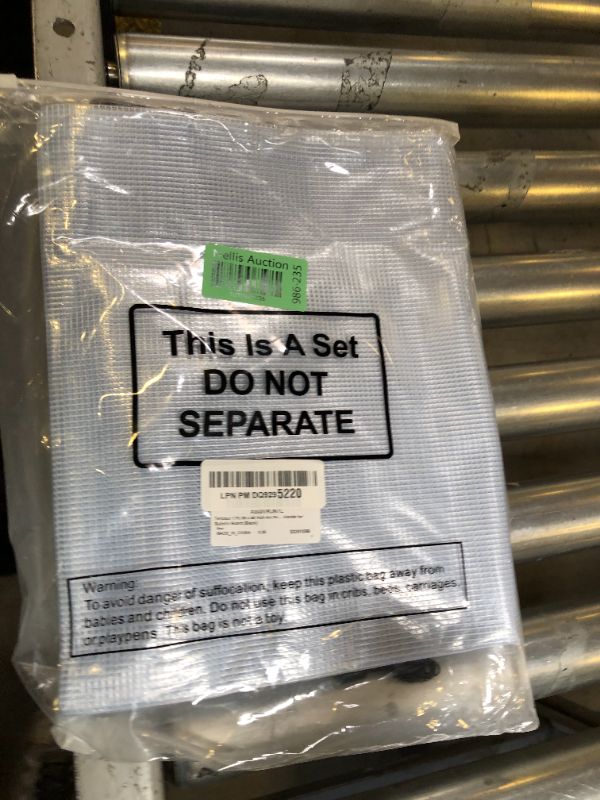 ellis Auction
986-235
This Is A Set
DO NOT
SEPARATE
LPN PM DQ9295220
Warning:
To avoid danger of suffocation, keep this plastic bag away from
babies and children. Do not use this bag in cribs, beds, carriages,
or playpens. This bag is not a toy.